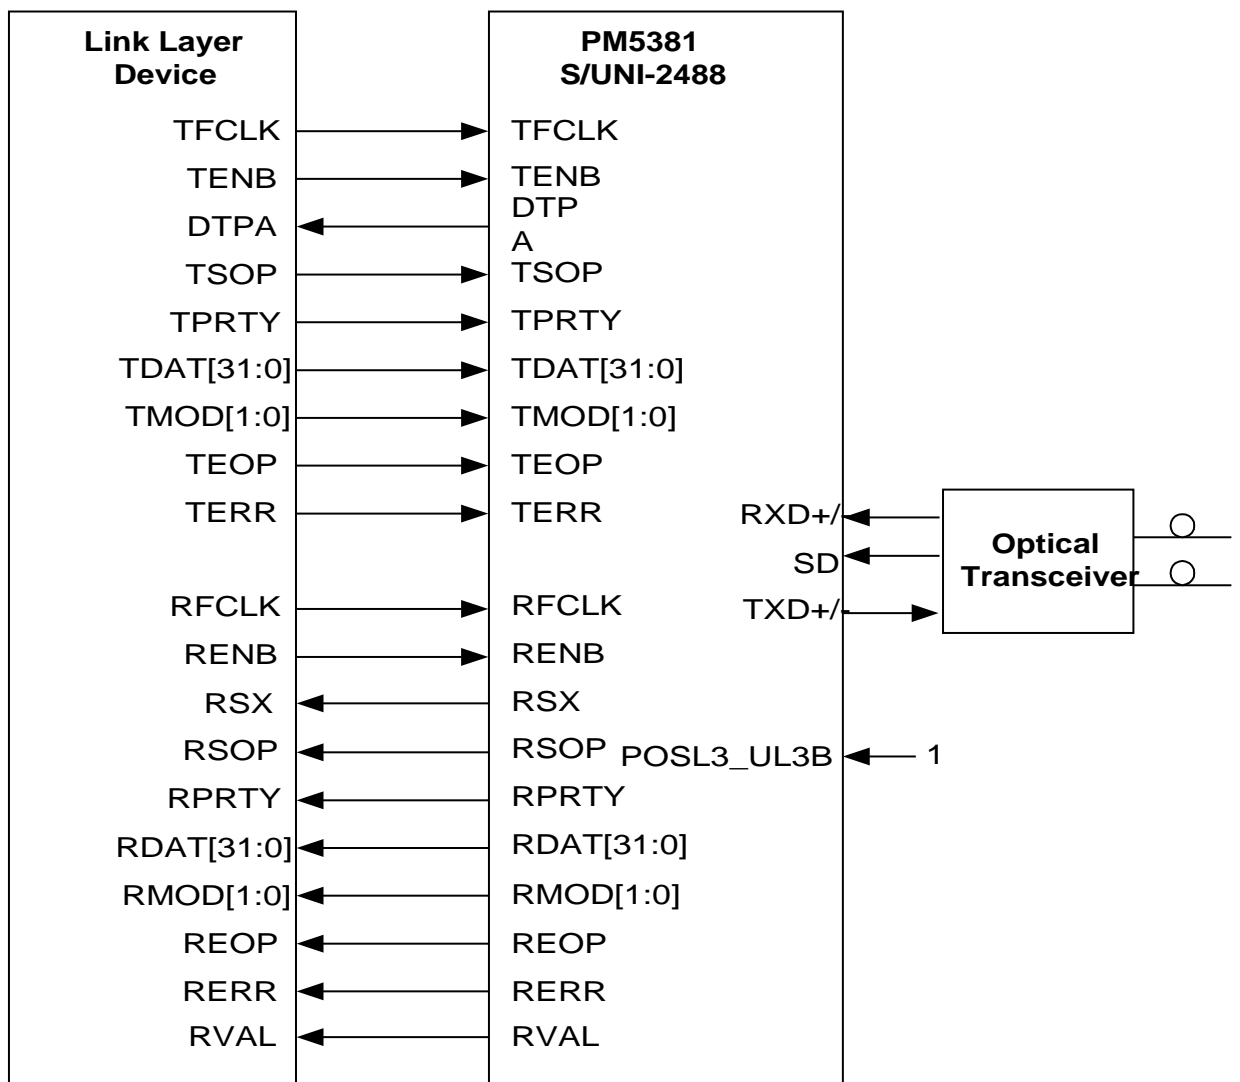 Link Layer
Device
TFCLK
TENB
DTPA
TSOP
TPRTY
TDAT[31:0]
TMOD[1:0]
TEOP
TERR
RFCLK
RENB
RSX
RSOP
RPRTY
RDAT[31:0]
RMOD[1:0]
REOP
RERR
RVAL
PM5381
S/UNI-2488
TFCLK
TENB
DTP
A
TSOP
TPRTY
TDAT[31:0]
TMOD[1:0]
TEOP
TERR
RFCLK
RENB
RSX
RSOP
RPRTY
RDAT[31:0]
RMOD[1:0]
REOP
RERR
RVAL
RXD+/-
SD
TXD+/-
POSL3_UL3B
1
Optical
Transceiver